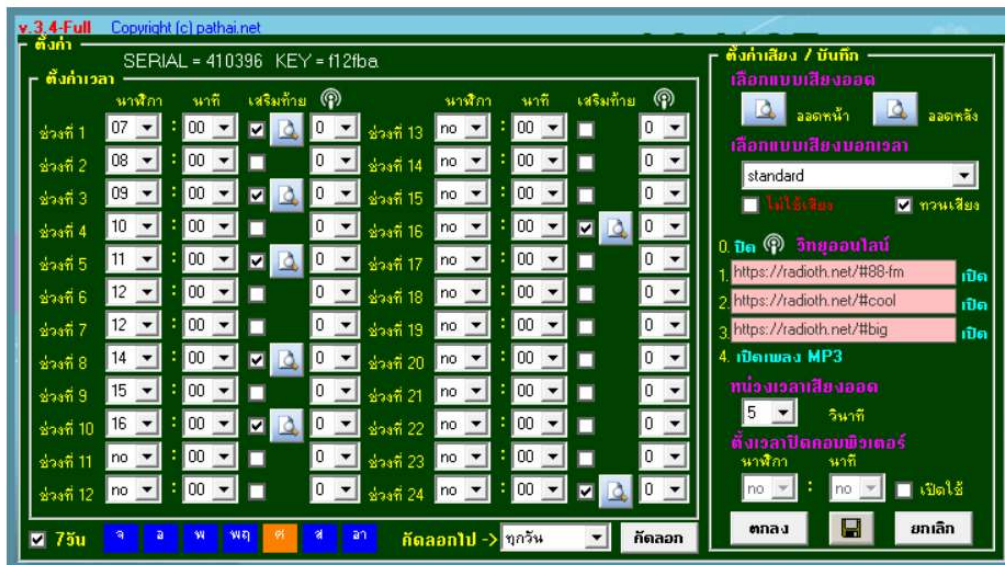 v.3.4-Full Copyright (c) pathai.net
ตั้งค่า
SERIAL = 410396 KEY = f12fba
ตั้งค่าเวลา
นาฬิกา นาที เสริมท้าย นาฬิกา นาที เสริมท้าย
ช่วงที่ 1 07 : 00 0 ช่วงที่ 13 no : 00 0
ช่วงที่ 2 08 : 00 0 ช่วงที่ 14 no : 00 0
ช่วงที่ 3 09 : 00 0 ช่วงที่ 15 no : 00 0
ช่วงที่ 4 10 : 00 0 ช่วงที่ 16 no : 00 0
ช่วงที่ 5 11 : 00 0 ช่วงที่ 17 no : 00 0
ช่วงที่ 6 12 : 00 0 ช่วงที่ 18 no : 00 0
ช่วงที่ 7 12 : 00 0 ช่วงที่ 19 no : 00 0
ช่วงที่ 8 14 : 00 0 ช่วงที่ 20 no : 00 0
ช่วงที่ 9 15 : 00 0 ช่วงที่ 21 no : 00 0
ช่วงที่ 10 16 : 00 0 ช่วงที่ 22 no : 00 0
ช่วงที่ 11 no : 00 0 ช่วงที่ 23 no : 00 0
ช่วงที่ 12 no : 00 0 ช่วงที่ 24 no : 00 0
7วัน จ อ พ พฤ ศ ส อา คัดลอกไป -> ทุกวัน คัดลอก
ตั้งค่าเสียง / บันทึก
เลือกแบบเสียงออด
ออดหน้า ออดหลัง
เลือกแบบเสียงบอกเวลา
standard
ไม่ใช้เสียง ทวนเสียง
0. ปิด วิทยุออนไลน์
1. https://radioth.net/#88-fm เปิด
2. https://radioth.net/#cool เปิด
3. https://radioth.net/#big เปิด
4. เปิดเพลง MP3
หน่วงเวลาเสียงออด
5 วินาที
ตั้งเวลาปิดคอมพิวเตอร์
นาฬิกา นาที
no : no เปิดใช้
ตกลง ยกเลิก